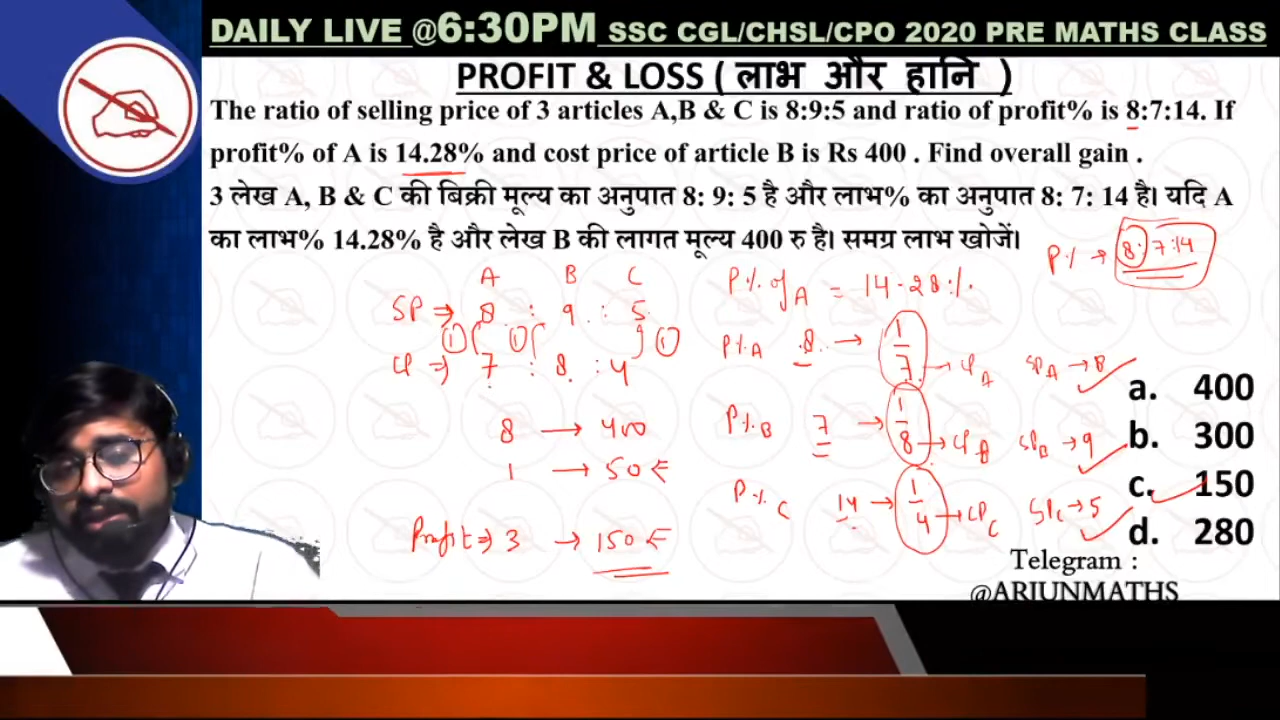 DAILY LIVE @6:30PM SSC CGL/CHSL/CPO 2020 PRE MATHS CLASS
PROFIT & LOSS ( लाभ और हानि )
The ratio of selling price of 3 articles A,B & C is 8:9:5 and ratio of profit% is 8:7:14. If
profit% of A is 14.28% and cost price of article B is Rs 400 . Find overall gain .
3 लेख A, B & C की बिक्री मूल्य का अनुपात 8: 9: 5 है और लाभ% का अनुपात 8: 7: 14 है। यदि A
का लाभ% 14.28% है और लेख B की लागत मूल्य 400 रु है। समग्र लाभ खोजें।
P% → 8: 7:14
A B C
P% of A = 14.28%
SP ⇒ 8 : 9 : 5
1 1 1
CP ⇒ 7 : 8 : 4
P% A 8 → 1/7 → CP A SP A → 8
8 → 400
P% B 7 → 1/8 → CP B SP B → 9
1 → 50 ₹
P% C 14 → 1/4 → CP C SP C → 5
Profit ⇒ 3 → 150 ₹
a. 400
b. 300
c. 150
d. 280
Telegram :
@ARJUNMATHS